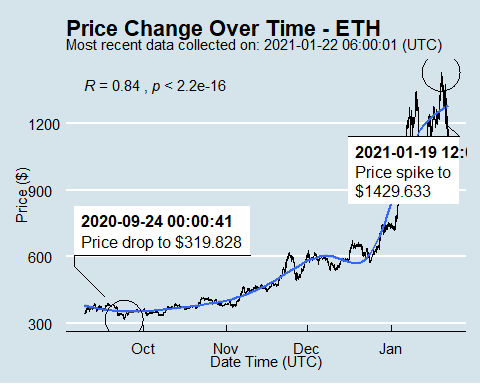 Price Change Over Time - ETH
Most recent data collected on: 2021-01-22 06:00:01 (UTC)
R = 0.84 , p < 2.2e-16
1200
900
600
300
Price ($)
2021-01-19 12:0
Price spike to
$1429.633
2020-09-24 00:00:41
Price drop to $319.828
Oct
Nov
Dec
Jan
Date Time (UTC)